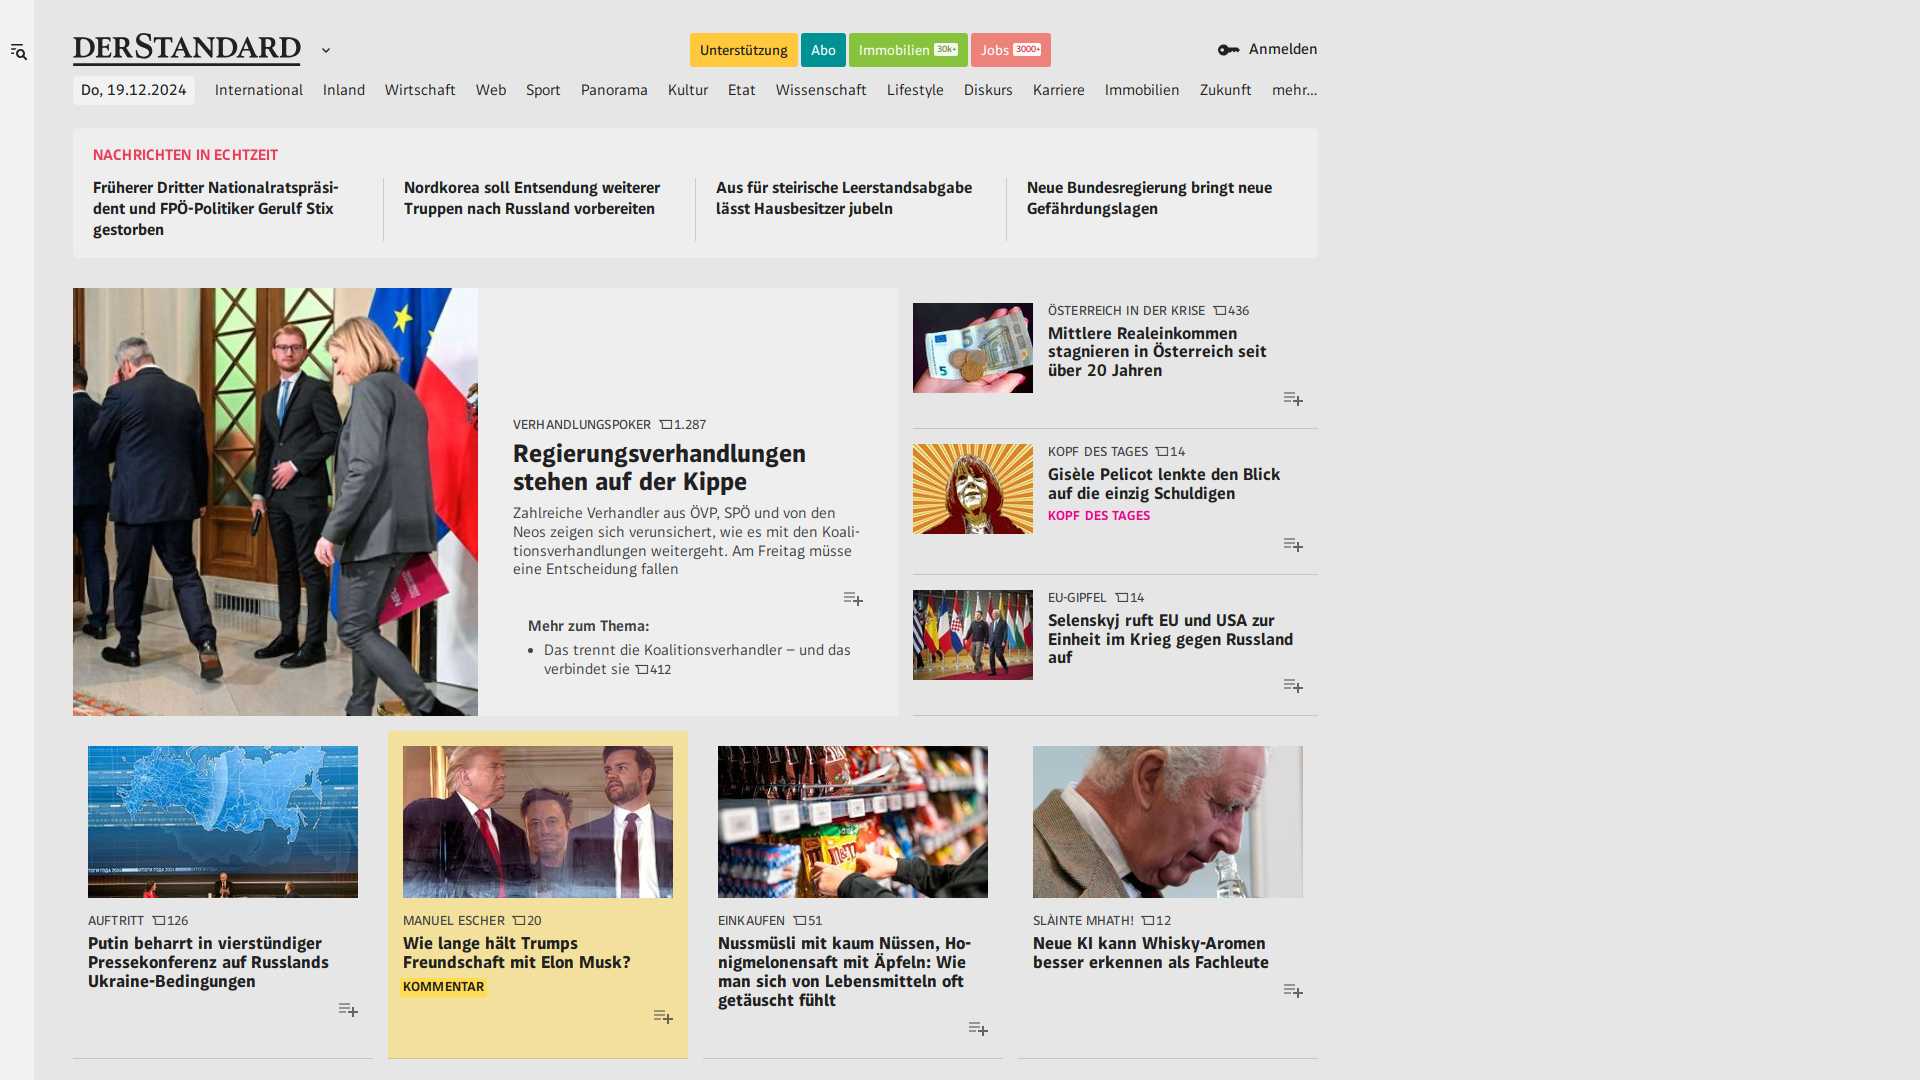 DERSTANDARD
Unterstützung
Abo
Immobilien 30k+
Jobs 3000+
Anmelden
Do, 19.12.2024
International
Inland
Wirtschaft
Web
Sport
Panorama
Kultur
Etat
Wissenschaft
Lifestyle
Diskurs
Karriere
Immobilien
Zukunft
mehr...
NACHRICHTEN IN ECHTZEIT
Früherer Dritter Nationalratspräsi-
dent und FPÖ-Politiker Gerulf Stix
gestorben
Nordkorea soll Entsendung weiterer
Truppen nach Russland vorbereiten
Aus für steirische Leerstandsabgabe
lässt Hausbesitzer jubeln
Neue Bundesregierung bringt neue
Gefährdungslagen
VERHANDLUNGSPOKER 1.287
Regierungsverhandlungen
stehen auf der Kippe
Zahlreiche Verhandler aus ÖVP, SPÖ und von den
Neos zeigen sich verunsichert, wie es mit den Koali-
tionsverhandlungen weitergeht. Am Freitag müsse
eine Entscheidung fallen
Mehr zum Thema:
• Das trennt die Koalitionsverhandler – und das
verbindet sie 412
ÖSTERREICH IN DER KRISE 436
Mittlere Realeinkommen
stagnieren in Österreich seit
über 20 Jahren
KOPF DES TAGES 14
Gisèle Pelicot lenkte den Blick
auf die einzig Schuldigen
KOPF DES TAGES
EU-GIPFEL 14
Selenskyj ruft EU und USA zur
Einheit im Krieg gegen Russland
auf
AUFTRITT 126
Putin beharrt in vierstündiger
Pressekonferenz auf Russlands
Ukraine-Bedingungen
MANUEL ESCHER 20
Wie lange hält Trumps
Freundschaft mit Elon Musk?
KOMMENTAR
EINKAUFEN 51
Nussmüsli mit kaum Nüssen, Ho-
nigmelonensaft mit Äpfeln: Wie
man sich von Lebensmitteln oft
getäuscht fühlt
SLÀINTE MHATH! 12
Neue KI kann Whisky-Aromen
besser erkennen als Fachleute